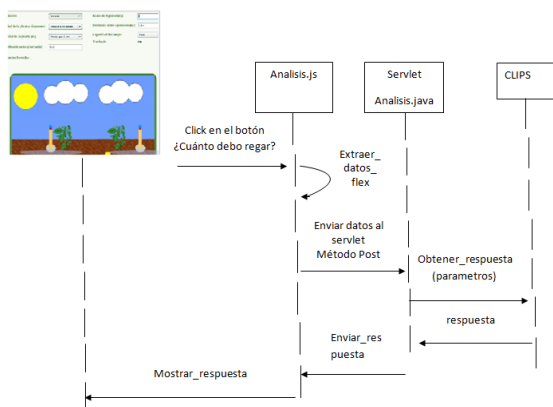 Analisis.js
Servlet
Analisis.java
CLIPS
Click en el botón
¿Cuánto debo regar?
Extraer_
datos_
flex
Enviar datos al
servlet
Método Post
Obtener_respuesta
(parametros)
respuesta
Enviar_res
puesta
Mostrar_respuesta